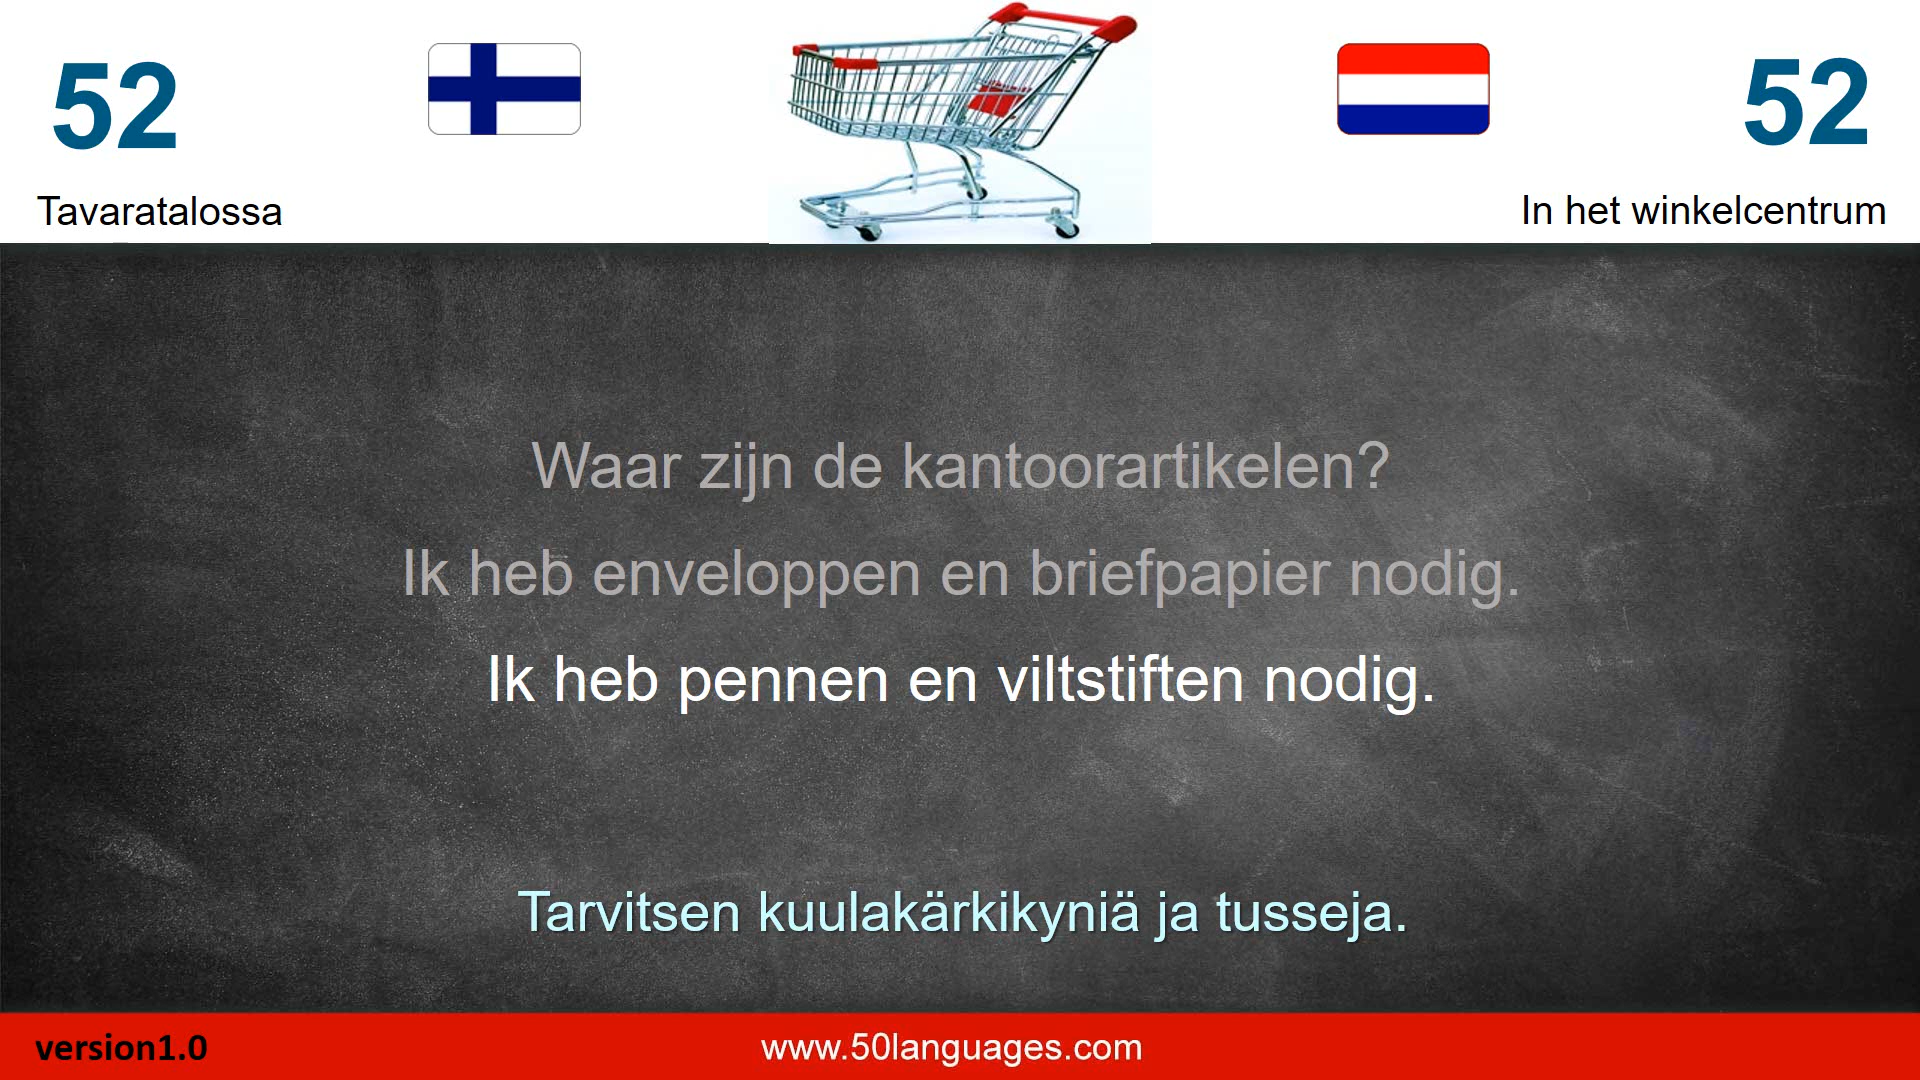 52
52
Tavaratalossa
In het winkelcentrum
Waar zijn de kantoorartikelen?
Ik heb enveloppen en briefpapier nodig.
Ik heb pennen en viltstiften nodig.
Tarvitsen kuulakärkikyniä ja tusseja.
version1.0
www.50languages.com